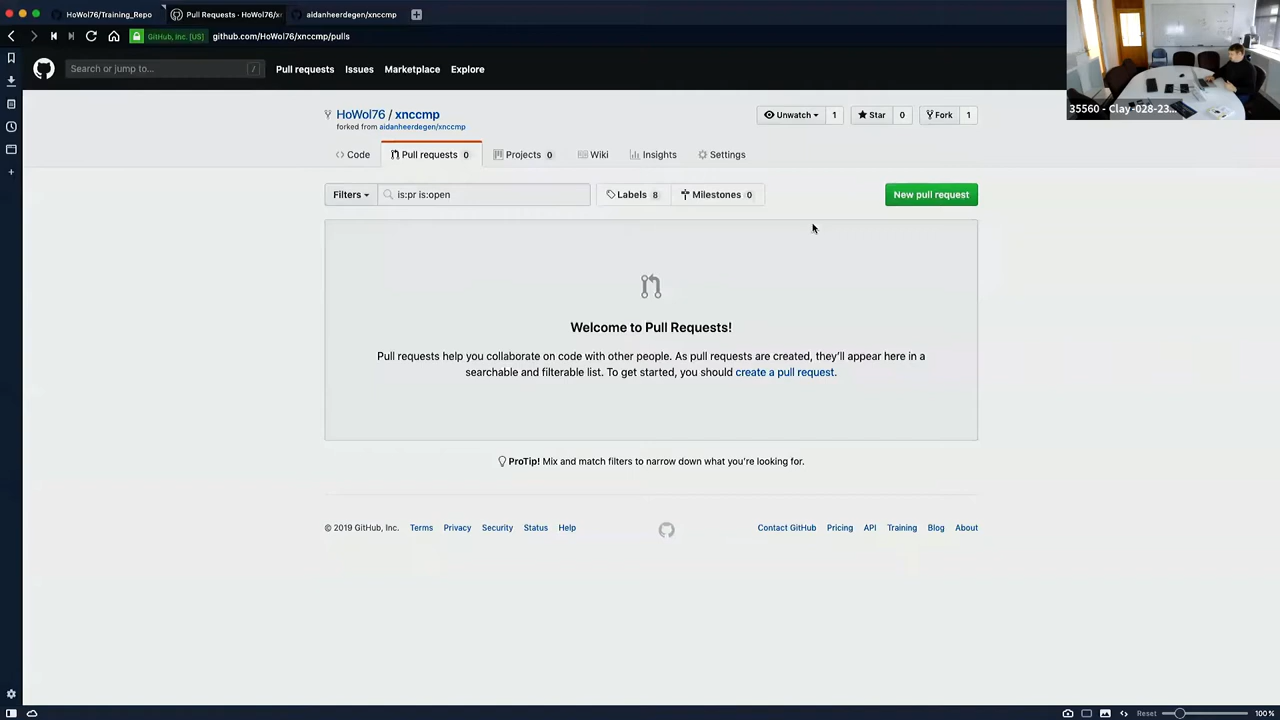 HoWol76/Training_Repo
Pull Requests · HoWol76/xn
aidanheerdegen/xnccmp
GitHub, Inc. [US]
github.com/HoWol76/xnccmp/pulls
Search or jump to...
/
Pull requests
Issues
Marketplace
Explore
35560 - Clay-028-23...
HoWol76 / xnccmp
forked from aidanheerdegen/xnccmp
Unwatch 1
Star 0
Fork 1
Code
Pull requests 0
Projects 0
Wiki
Insights
Settings
Filters
is:pr is:open
Labels 8
Milestones 0
New pull request
Welcome to Pull Requests!
Pull requests help you collaborate on code with other people. As pull requests are created, they'll appear here in a
searchable and filterable list. To get started, you should create a pull request.
ProTip! Mix and match filters to narrow down what you're looking for.
© 2019 GitHub, Inc.
Terms
Privacy
Security
Status
Help
Contact GitHub
Pricing
API
Training
Blog
About
Reset
100 %